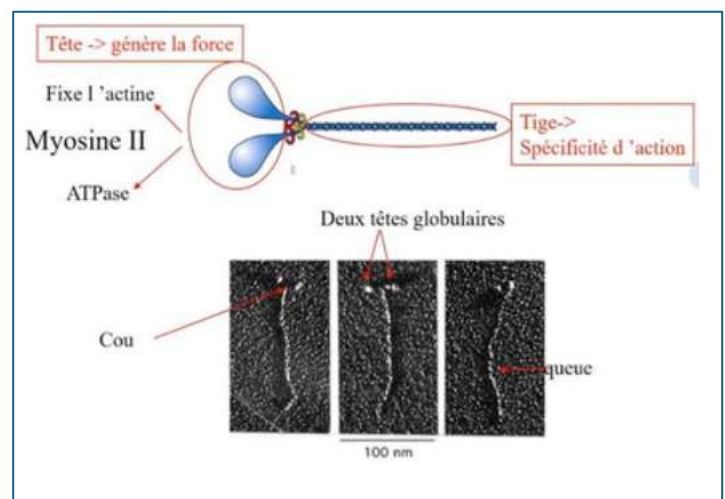 Tête -> génère la force
Fixe l ’actine
Myosine II
ATPase
Tige->
Spécificité d ’action
Deux têtes globulaires
Cou
queue
100 nm